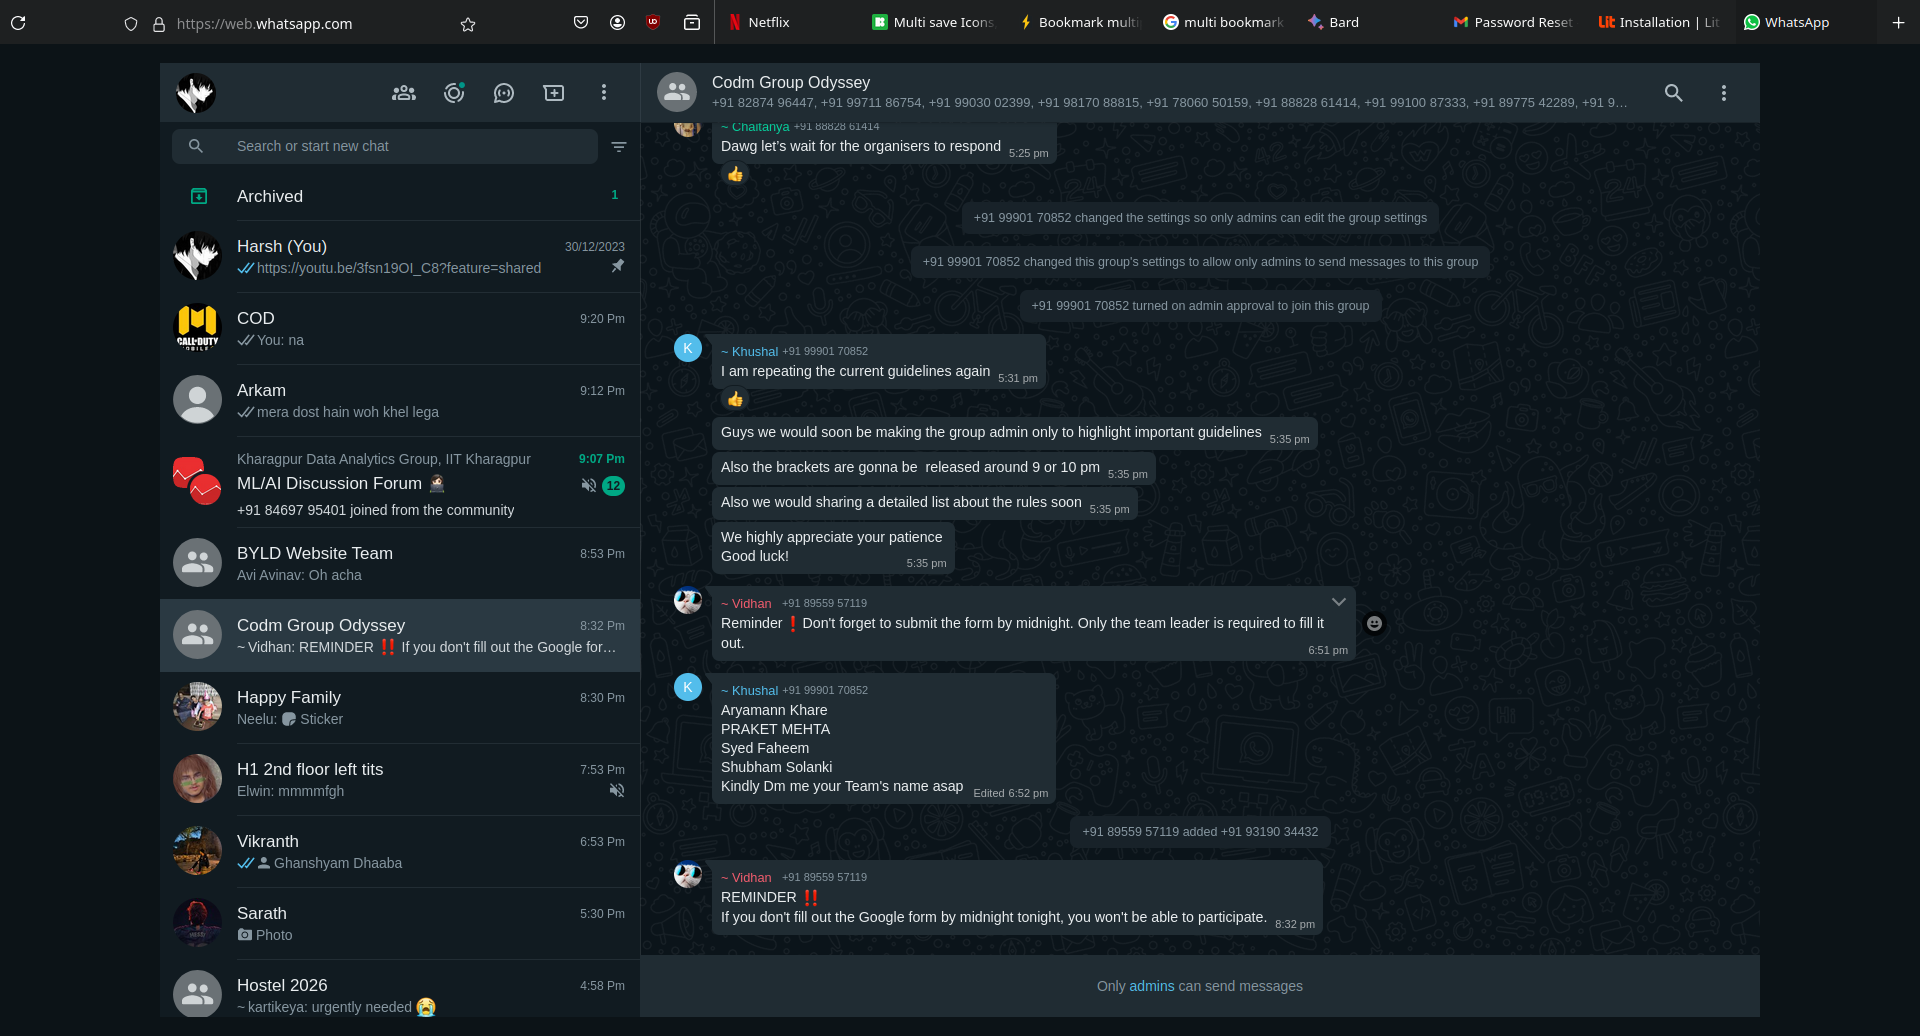 https://web.whatsapp.com
Netflix
Multi save Icons
Bookmark multi
multi bookmark
Bard
Password Reset
Installation | Lit
WhatsApp
Search or start new chat
Archived
1
Harsh (You)
30/12/2023
https://youtu.be/3fsn19OI_C8?feature=shared
COD
9:20 Pm
You: na
Arkam
9:12 Pm
mera dost hain woh khel lega
Kharagpur Data Analytics Group, IIT Kharagpur
9:07 Pm
ML/AI Discussion Forum
12
+91 84697 95401 joined from the community
BYLD Website Team
8:53 Pm
Avi Avinav: Oh acha
Codm Group Odyssey
8:32 Pm
~ Vidhan: REMINDER ‼️ If you don't fill out the Google for…
Happy Family
8:30 Pm
Neelu: Sticker
H1 2nd floor left tits
7:53 Pm
Elwin: mmmmfgh
Vikranth
6:53 Pm
Ghanshyam Dhaaba
Sarath
5:30 Pm
Photo
Hostel 2026
4:58 Pm
~ kartikeya: urgently needed 😭
Codm Group Odyssey
+91 82874 96447, +91 99711 86754, +91 99030 02399, +91 98170 88815, +91 78060 50159, +91 88828 61414, +91 99100 87333, +91 89775 42289, +91 9…
~ Chaitanya +91 88828 61414
Dawg let's wait for the organisers to respond 5:25 pm
👍
+91 99901 70852 changed the settings so only admins can edit the group settings
+91 99901 70852 changed this group's settings to allow only admins to send messages to this group
+91 99901 70852 turned on admin approval to join this group
K
~ Khushal +91 99901 70852
I am repeating the current guidelines again 5:31 pm
👍
Guys we would soon be making the group admin only to highlight important guidelines 5:35 pm
Also the brackets are gonna be  released around 9 or 10 pm 5:35 pm
Also we would sharing a detailed list about the rules soon 5:35 pm
We highly appreciate your patience
Good luck! 5:35 pm
~ Vidhan +91 89559 57119
Reminder❗Don't forget to submit the form by midnight. Only the team leader is required to fill it
out. 6:51 pm
K
~ Khushal +91 99901 70852
Aryamann Khare
PRAKET MEHTA
Syed Faheem
Shubham Solanki
Kindly Dm me your Team's name asap Edited 6:52 pm
+91 89559 57119 added +91 93190 34432
~ Vidhan +91 89559 57119
REMINDER ‼️
If you don't fill out the Google form by midnight tonight, you won't be able to participate. 8:32 pm
Only admins can send messages